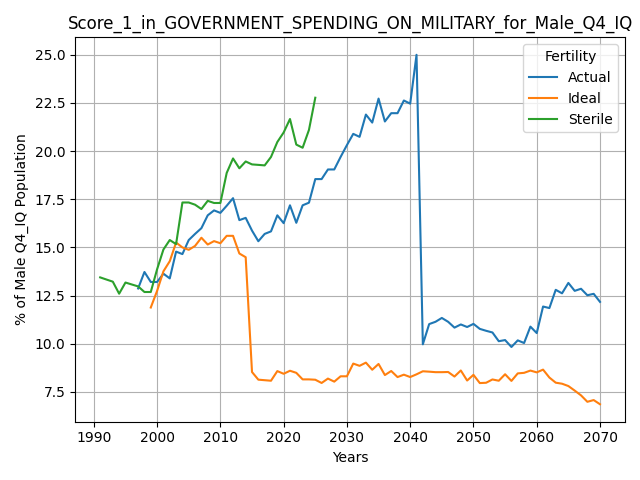 Score_1_in_GOVERNMENT_SPENDING_ON_MILITARY_for_Male_Q4_IQ
Fertility
Actual
Ideal
Sterile
% of Male Q4_IQ Population
25.0
22.5
20.0
17.5
15.0
12.5
10.0
7.5
1990 2000 2010 2020 2030 2040 2050 2060 2070
Years